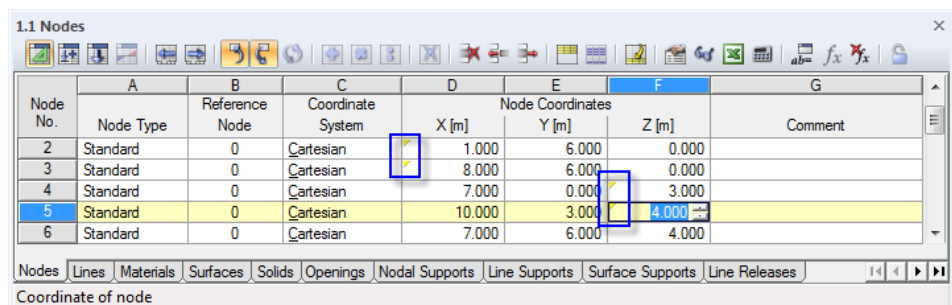 1.1 Nodes
A B C D E F G
Node Reference Coordinate Node Coordinates
No. Node Type Node System X [m] Y [m] Z [m] Comment
2 Standard 0 Cartesian 1.000 6.000 0.000
3 Standard 0 Cartesian 8.000 6.000 0.000
4 Standard 0 Cartesian 7.000 0.000 3.000
5 Standard 0 Cartesian 10.000 3.000 4.000
6 Standard 0 Cartesian 7.000 6.000 4.000
Nodes Lines Materials Surfaces Solids Openings Nodal Supports Line Supports Surface Supports Line Releases
Coordinate of node